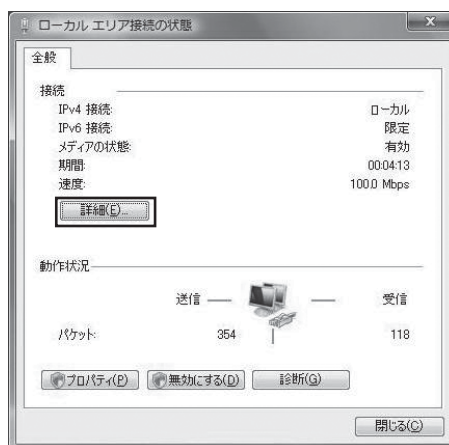 ローカル エリア接続の状態
全般
接続
IPv4 接続: ローカル
IPv6 接続: 限定
メディアの状態: 有効
期間: 00:04:13
速度: 100.0 Mbps
詳細(E)...
動作状況
送信 受信
パケット: 354 118
プロパティ(P) 無効にする(D) 診断(G)
閉じる(C)